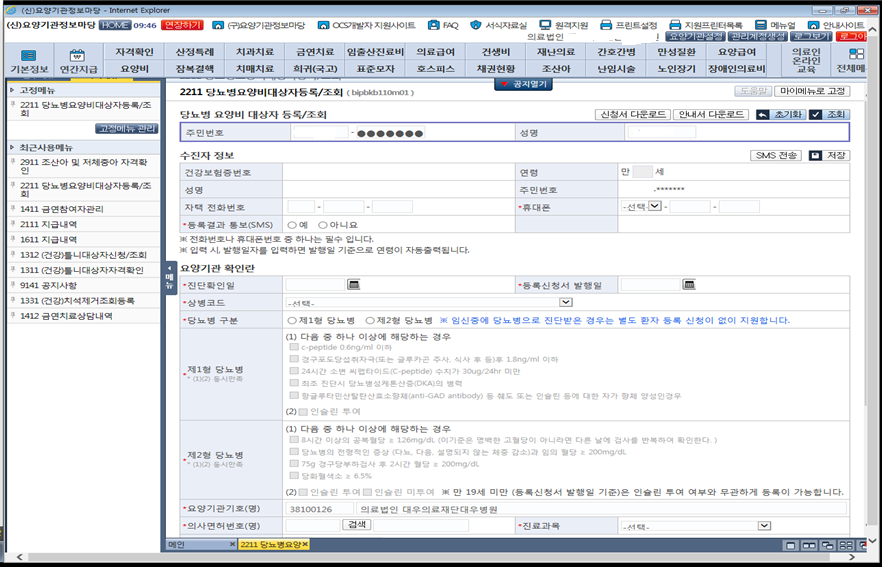 (신)요양기관정보마당 - Internet Explorer
(신)요양기관정보마당 HOME 09:46 연장하기 (구)요양기관정보마당 OCS개발자 지원사이트 FAQ 서식자료실 원격지원 프린트설정 지원프린터목록 메뉴얼 안내사이트
의료법인 요양기관설정 관리계정생성 로그보기 로그아
기본정보 연간지급 자격확인 산정특례 치과치료 금연치료 임출산진료비 의료급여 건생비 재난의료 간호간병 만성질환 요양급여 의료인 온라인 교육 전체메
요양비 잠복결핵 치매치료 희귀(국고) 표준모자 호스피스 채권현황 조산아 난임시술 노인장기 장애인의료비
공지열기
고정메뉴
2211 당뇨병요양비대상자등록/조회
고정메뉴 관리
최근사용메뉴
2911 조산아 및 저체중아 자격확인
2211 당뇨병요양비대상자등록/조회
1411 금연참여자관리
2111 지급내역
1611 지급내역
1312 (건강)틀니대상자신청/조회
1311 (건강)틀니대상자자격확인
9141 공지사항
1331 (건강)치석제거조회등록
1412 금연치료상담내역
메뉴
2211 당뇨병요양비대상자등록/조회 ( bipbkb110m01 ) 도움말 마이메뉴로 고정
당뇨병 요양비 대상자 등록/조회 신청서 다운로드 안내서 다운로드 초기화 조회
주민번호 - ●●●●●●● 성명
수진자 정보 SMS 전송 저장
건강보험증번호 연령 만 세
성명 주민번호 -*******
자택 전화번호 - - *휴대폰 -선택- - -
*등록결과 통보(SMS) 예 아니요
※ 전화번호나 휴대폰번호 중 하나는 필수 입니다.
※ 입력 시, 발행일자를 입력하면 발행일 기준으로 연령이 자동출력됩니다.
요양기관 확인란
*진단확인일 *등록신청서 발행일
*상병코드 -선택-
*당뇨병 구분 제1형 당뇨병 제2형 당뇨병 ※ 임신중에 당뇨병으로 진단받은 경우는 별도 환자 등록 신청이 없이 지원합니다.
*제1형 당뇨병
* (1)(2) 동시만족
(1) 다음 중 하나 이상에 해당하는 경우
c-peptide 0.6ng/ml 이하
경구포도당섭취자극(또는 글루카곤 주사, 식사 후 등)후 1.8ng/ml 이하
24시간 소변 씨펩타이드(C-peptide) 수치가 30ug/24hr 미만
최초 진단시 당뇨병성케톤산증(DKA)의 병력
항글루타민산탈탄산효소항체(anti-GAD antibody) 등 췌도 또는 인슐린 등에 대한 자가 항체 양성인경우
(2) 인슐린 투여
*제2형 당뇨병
* (1)(2) 동시만족
(1) 다음 중 하나 이상에 해당하는 경우
8시간 이상의 공복혈당 ≥ 126mg/dL (이기준은 명백한 고혈당이 아니라면 다른 날에 검사를 반복하여 확인한다. )
당뇨병의 전형적인 증상 (다뇨, 다음, 설명되지 않는 체중 감소)과 임의 혈당 ≥ 200mg/dL
75g 경구당부하검사 후 2시간 혈당 ≥ 200mg/dL
당화혈색소 ≥ 6.5%
(2) 인슐린 투여 인슐린 미투여 ※ 만 19세 미만 (등록신청서 발행일 기준)은 인슐린 투여 여부와 무관하게 등록이 가능합니다.
*요양기관기호(명) 38100126 의료법인 대우의료재단대우병원
*의사면허번호(명) 검색 *진료과목 -선택-
메인 2211 당뇨병요양